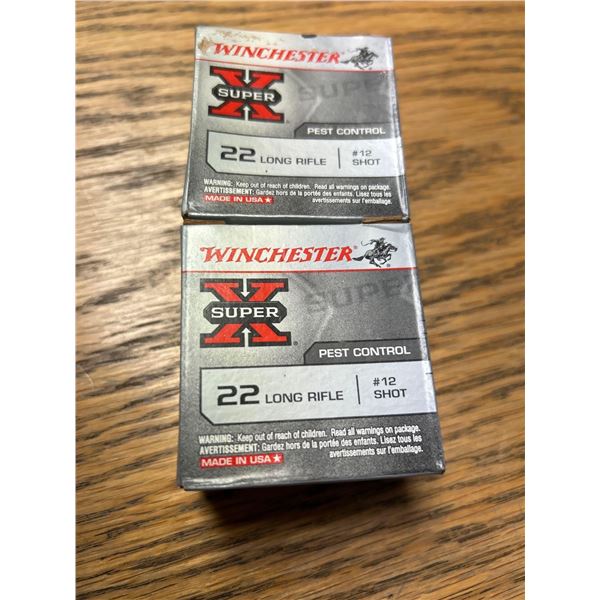 WINCHESTER®
X
SUPER
SUPE
PEST CONTROL
22 LONG RIFLE
#12
SHOT
WARNING: Keep out of reach of children. Read all warnings on package.
AVERTISSEMENT: Gardez hors de la portée des enfants. Lisez tous les
avertissements sur l'emballage.
MADE IN USA★
WINCHESTER®
X
SUPER
®
SUPER
PEST CONTROL
22 LONG RIFLE
#12
SHOT
WARNING: Keep out of reach of children. Read all warnings on package.
AVERTISSEMENT: Gardez hors de la portée des enfants. Lisez tous les
avertissements sur l'emballage.
MADE IN USA★